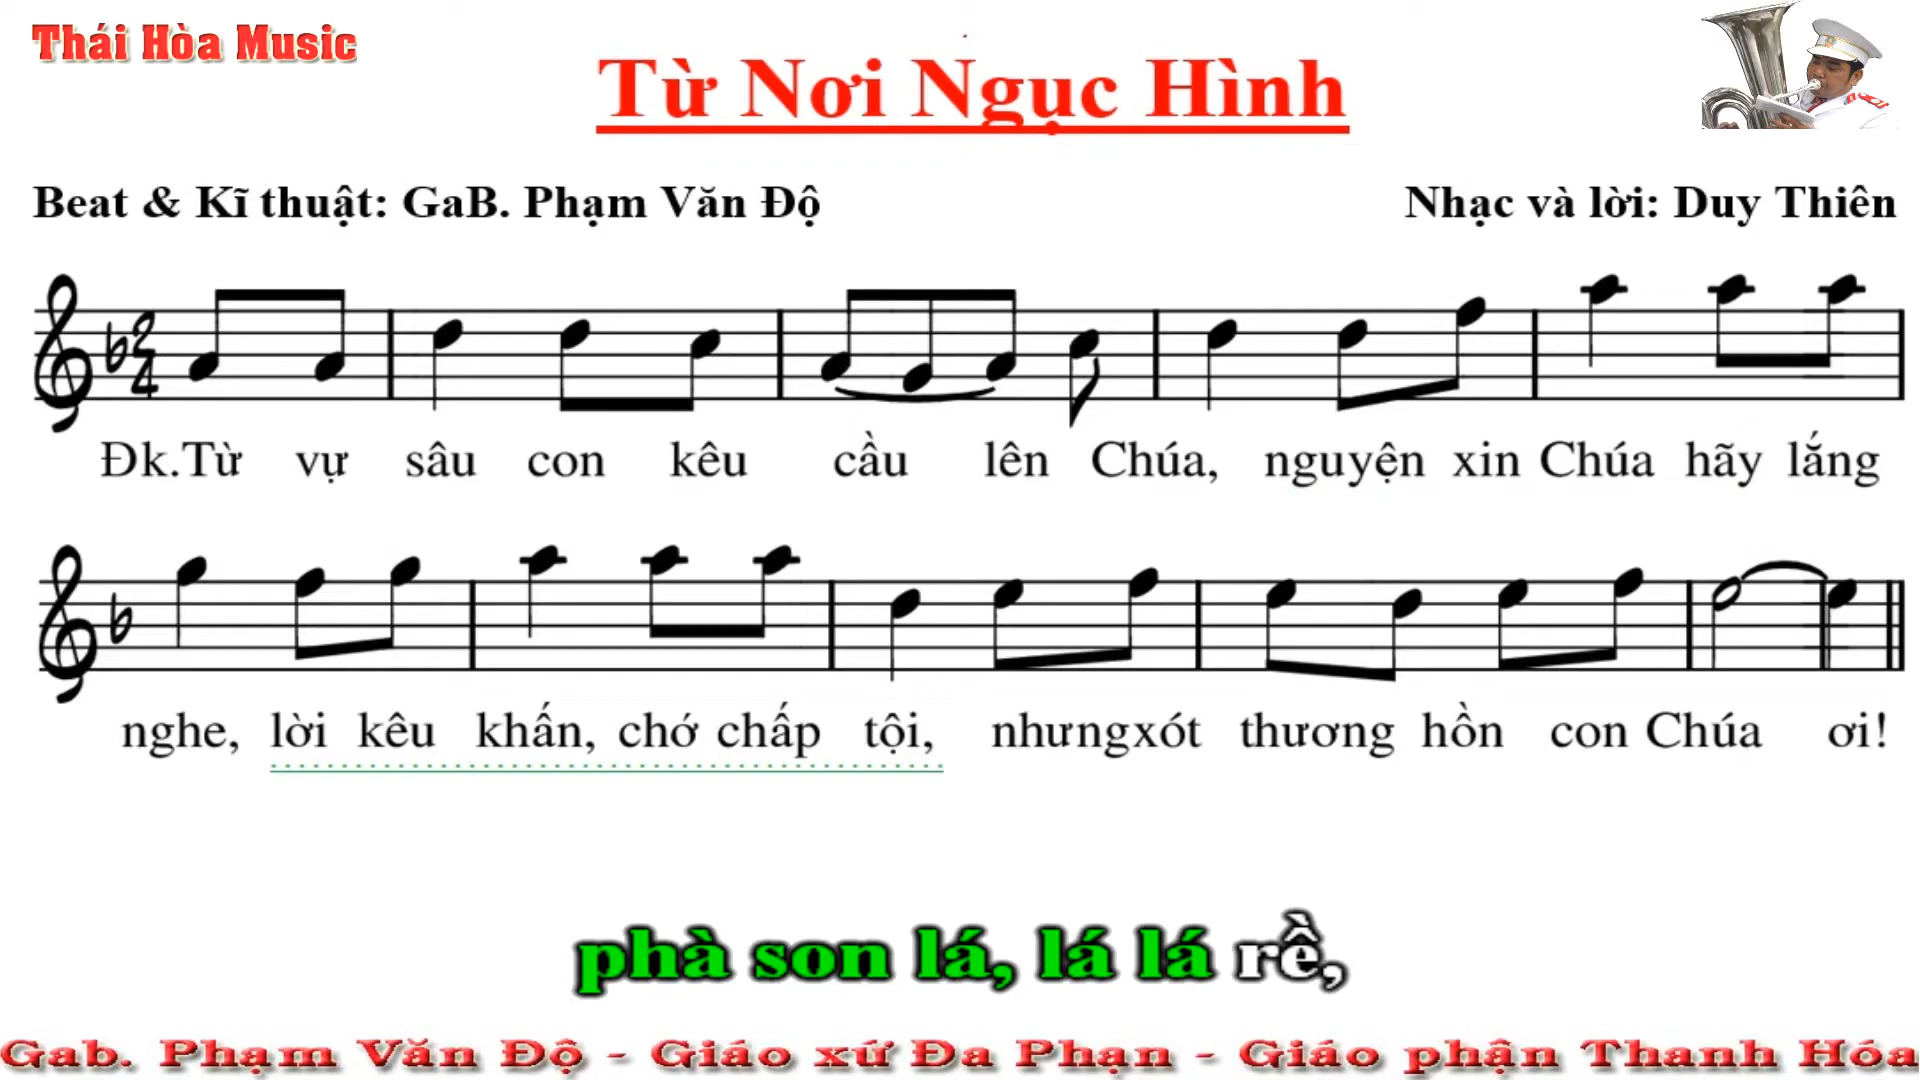 Thái Hòa Music
Từ Nơi Ngục Hình
Beat & Kĩ thuật: GaB. Phạm Văn Độ
Nhạc và lời: Duy Thiên
2
4
Đk.Từ vự sâu con kêu cầu lên Chúa, nguyện xin Chúa hãy lắng
nghe, lời kêu khấn, chớ chấp tội, nhưngxót thương hồn con Chúa ơi!
phà son lá, lá lá rề,
Gab. Phạm Văn Độ - Giáo xứ Đa Phạn - Giáo phận Thanh Hóa